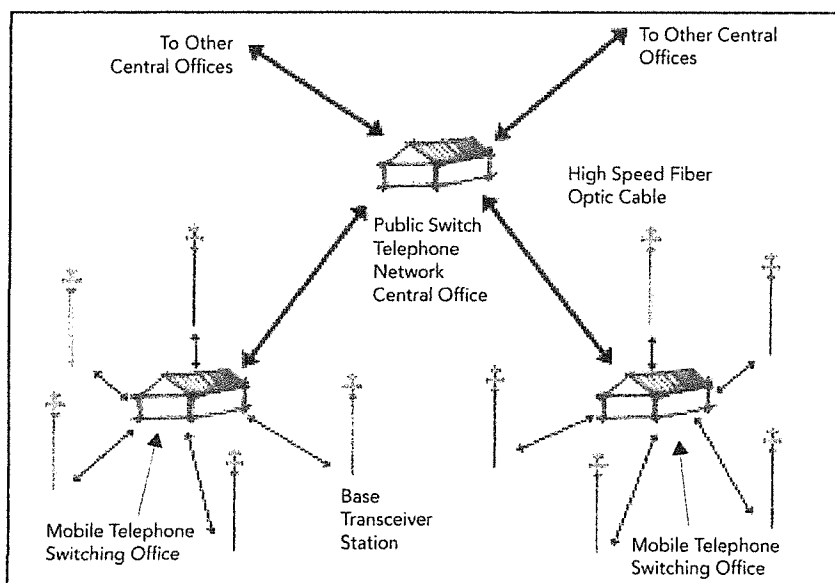 To Other
Central Offices
To Other Central
Offices
High Speed Fiber
Optic Cable
Public Switch
Telephone
Network
Central Office
Base
Transceiver
Station
Mobile Telephone
Switching Office
Mobile Telephone
Switching Office